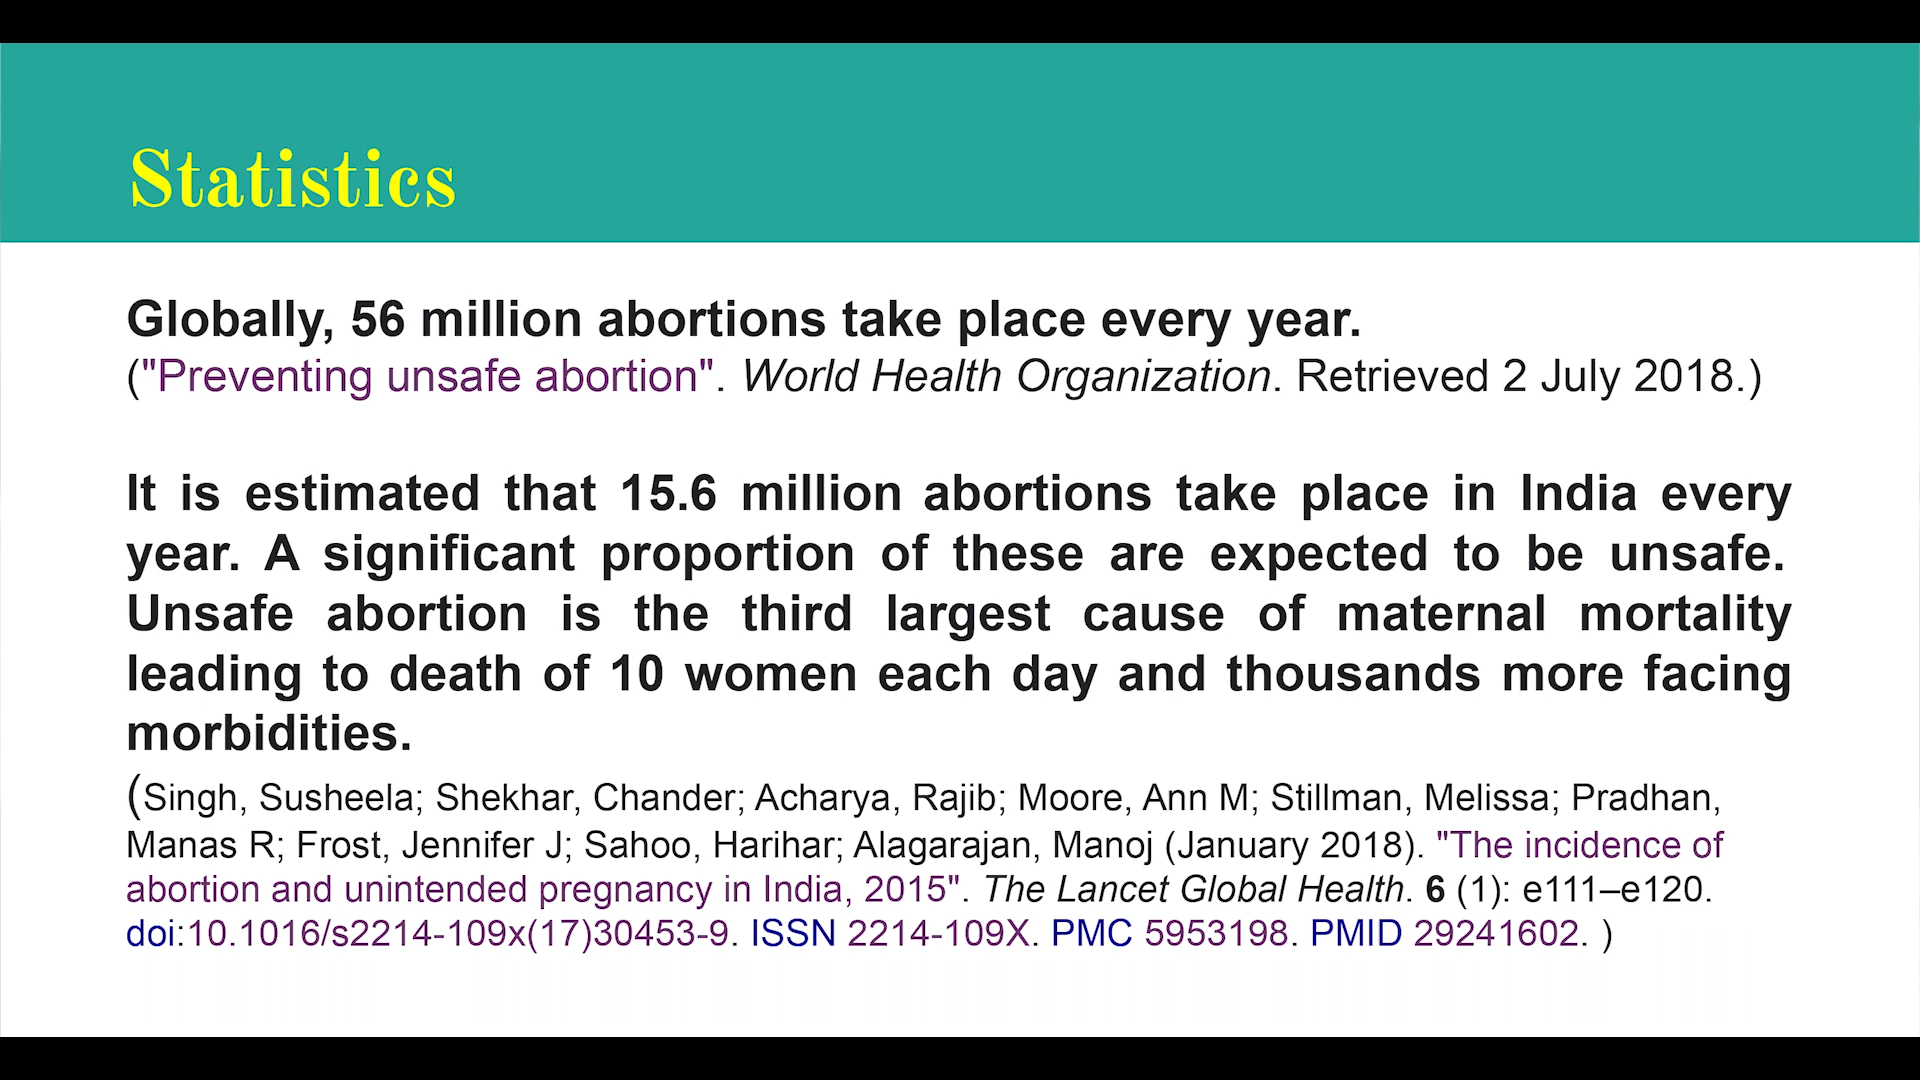 Statistics
Globally, 56 million abortions take place every year.
("Preventing unsafe abortion". World Health Organization. Retrieved 2 July 2018.)
It is estimated that 15.6 million abortions take place in India every
year. A significant proportion of these are expected to be unsafe.
Unsafe abortion is the third largest cause of maternal mortality
leading to death of 10 women each day and thousands more facing
morbidities.
(Singh, Susheela; Shekhar, Chander; Acharya, Rajib; Moore, Ann M; Stillman, Melissa; Pradhan,
Manas R; Frost, Jennifer J; Sahoo, Harihar; Alagarajan, Manoj (January 2018). "The incidence of
abortion and unintended pregnancy in India, 2015". The Lancet Global Health. 6 (1): e111–e120.
doi:10.1016/s2214-109x(17)30453-9. ISSN 2214-109X. PMC 5953198. PMID 29241602. )